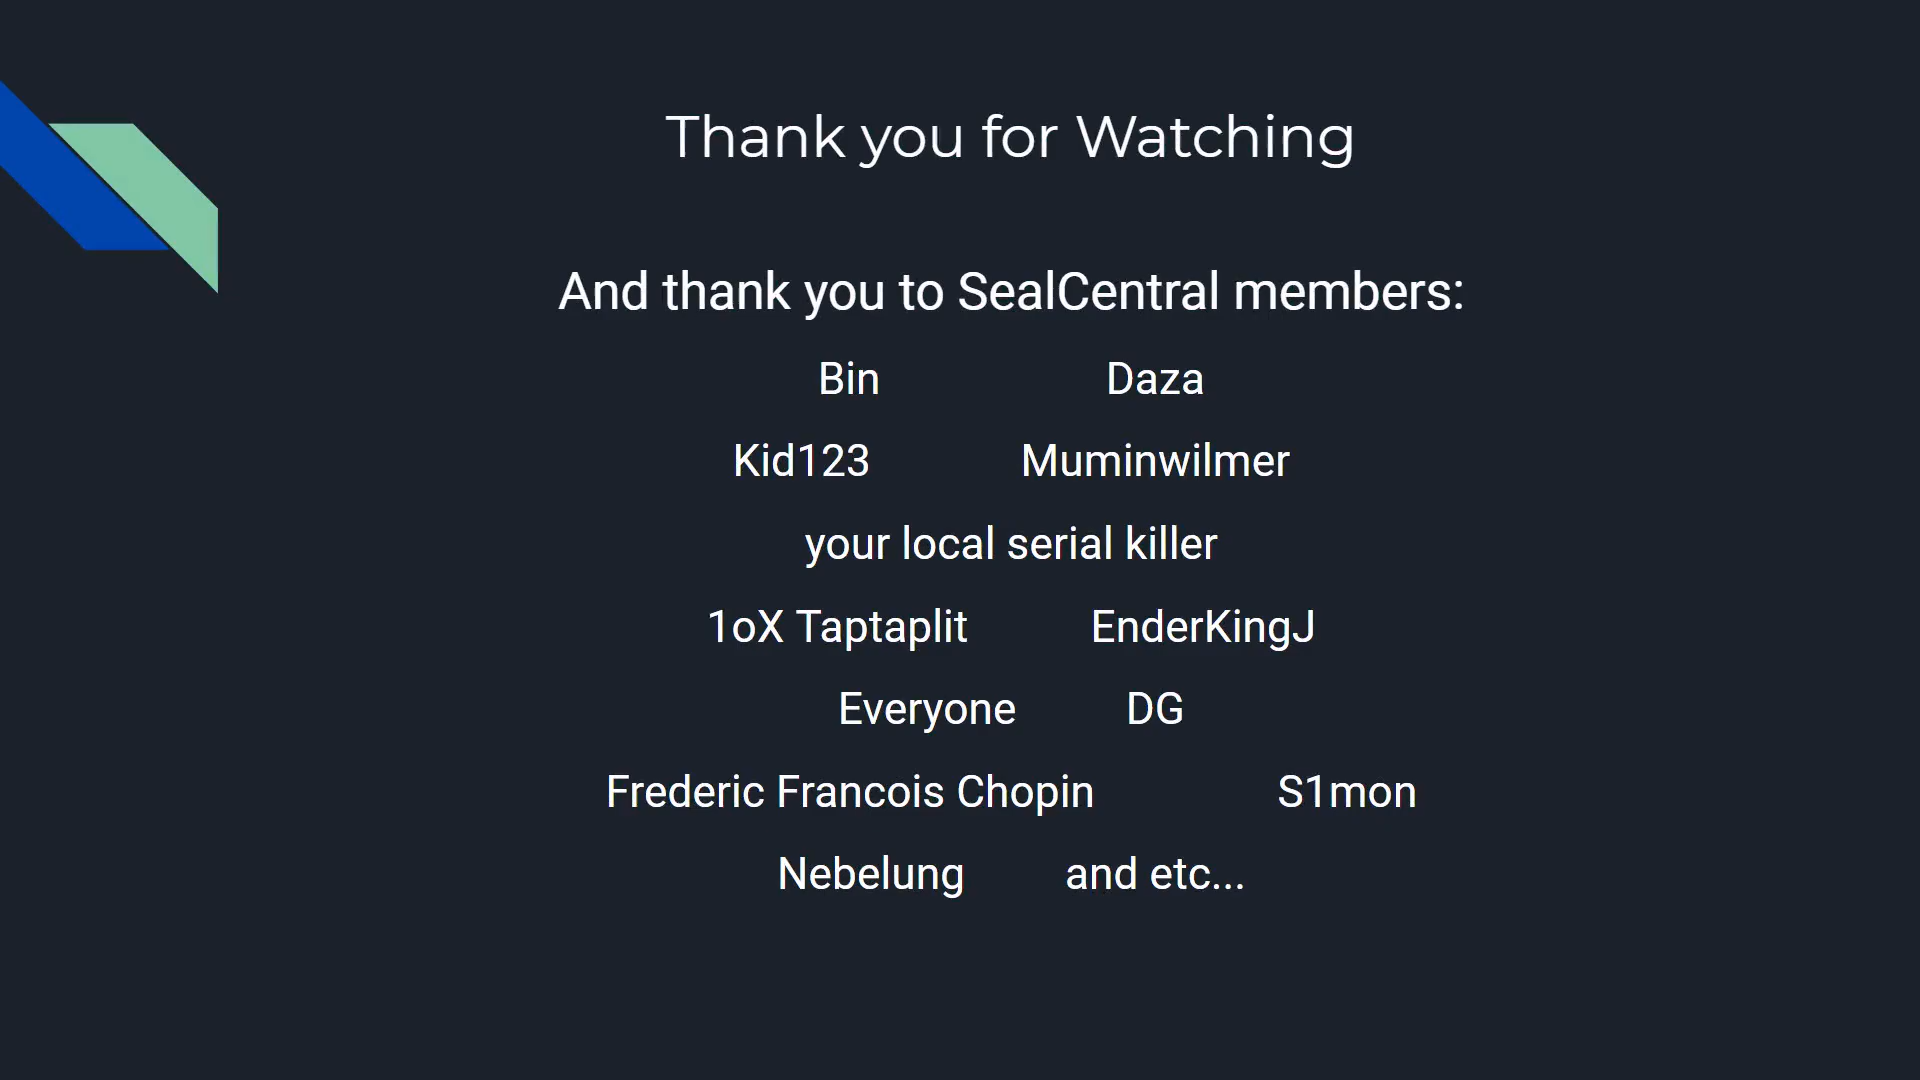 Thank you for Watching
And thank you to SealCentral members:
Bin Daza
Kid123 Muminwilmer
your local serial killer
1oX Taptaplit EnderKingJ
Everyone DG
Frederic Francois Chopin S1mon
Nebelung and etc...